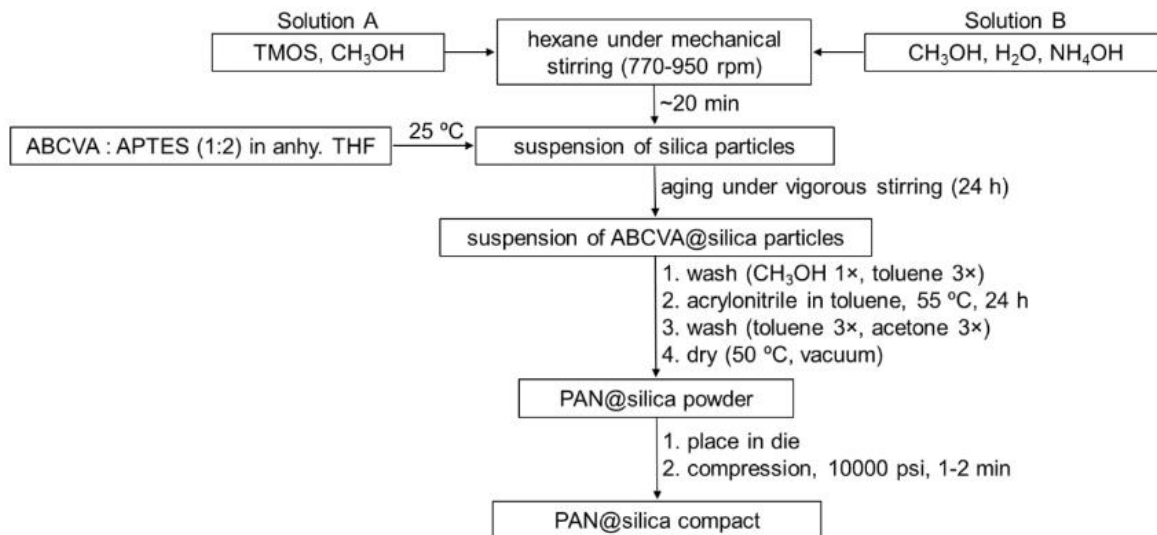 Solution A
Solution B
TMOS, CH₃OH
hexane under mechanical
stirring (770-950 rpm)
CH₃OH, H₂O, NH₄OH
~20 min
ABCVA : APTES (1:2) in anhy. THF
25 ºC
suspension of silica particles
aging under vigorous stirring (24 h)
suspension of ABCVA@silica particles
1. wash (CH₃OH 1×, toluene 3×)
2. acrylonitrile in toluene, 55 ºC, 24 h
3. wash (toluene 3×, acetone 3×)
4. dry (50 ºC, vacuum)
PAN@silica powder
1. place in die
2. compression, 10000 psi, 1-2 min
PAN@silica compact